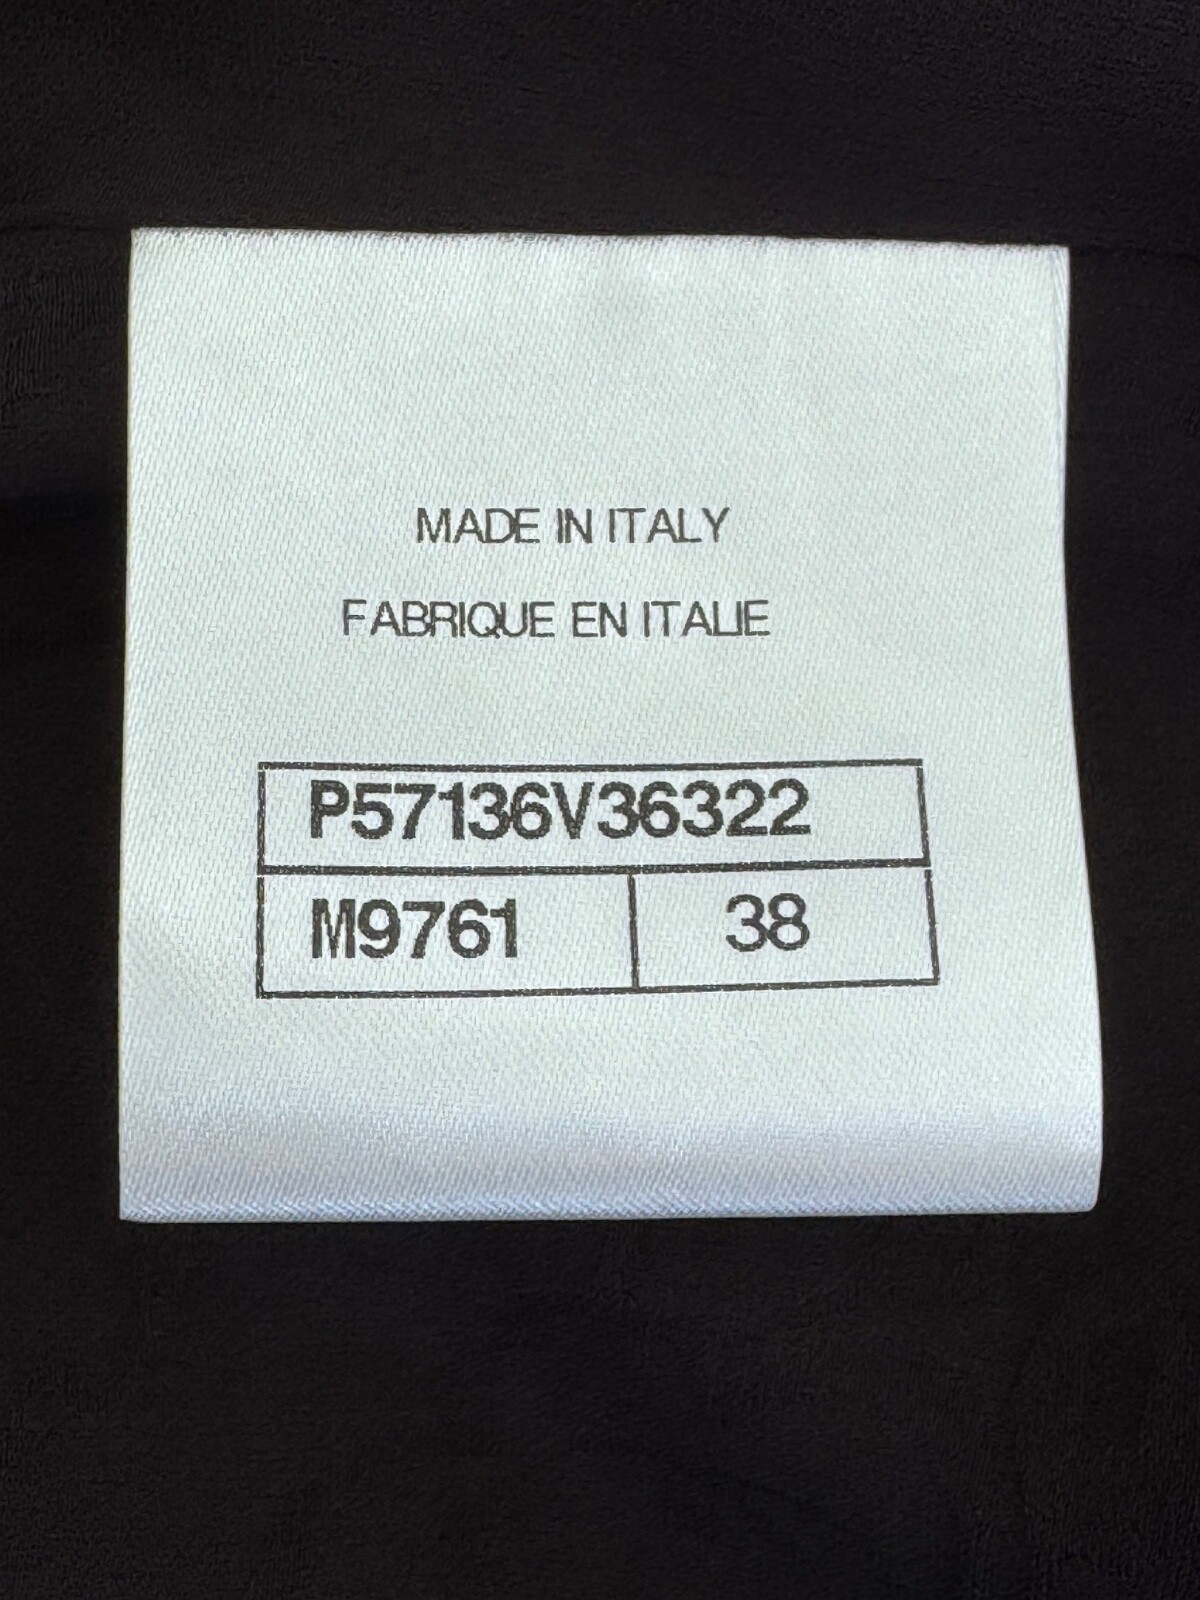 MADE IN ITALY
FABRIQUE EN ITALIE
P57136V36322
M9761 38